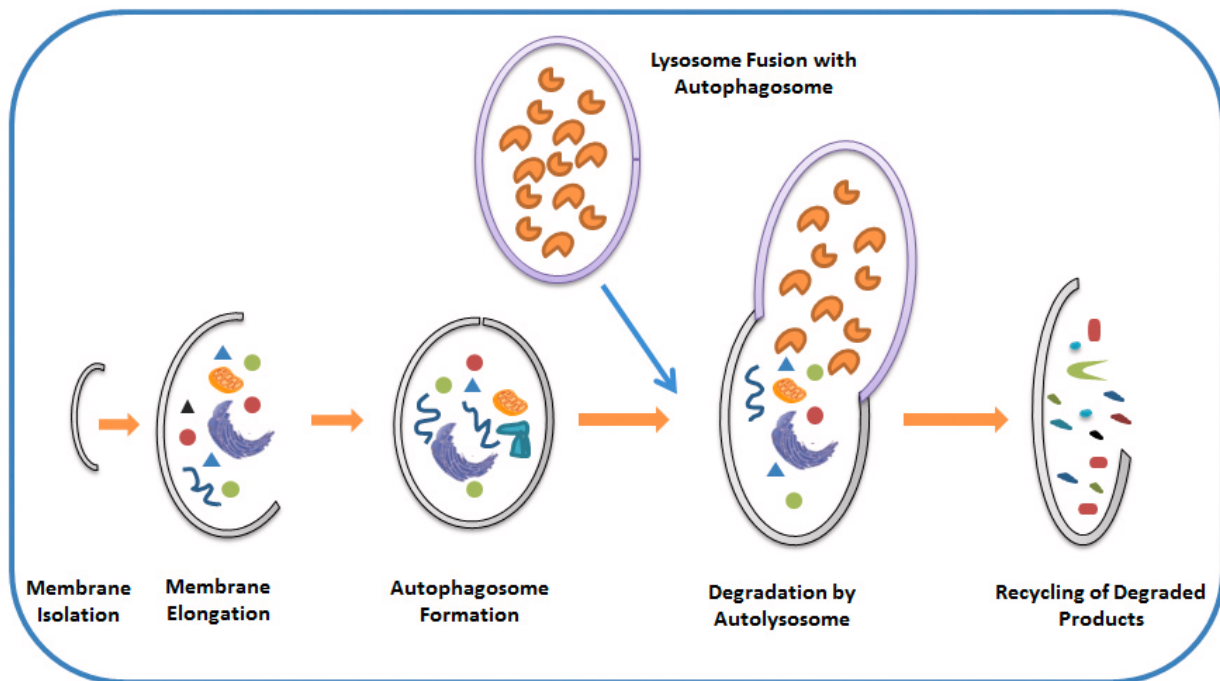 Lysosome Fusion with
Autophagosome
Membrane
Isolation
Membrane
Elongation
Autophagosome
Formation
Degradation by
Autolysosome
Recycling of Degraded
Products